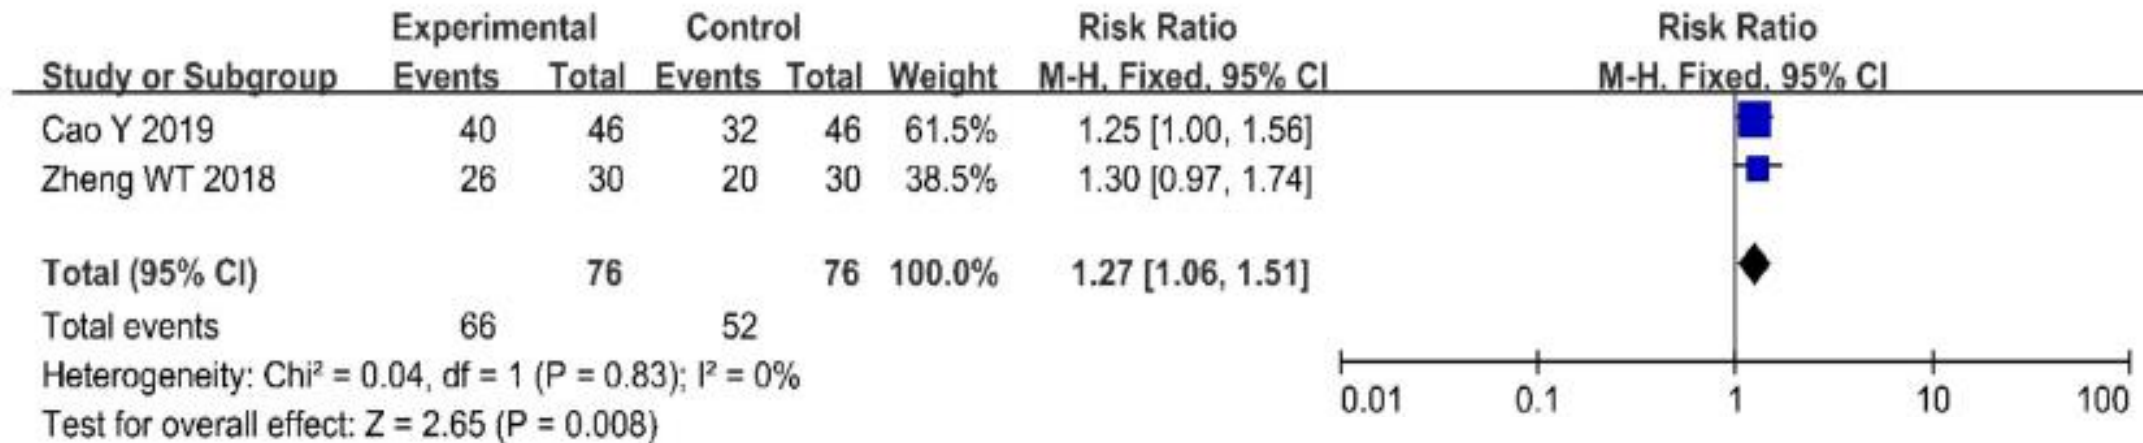 Experimental Control Risk Ratio Risk Ratio
Study or Subgroup Events Total Events Total Weight M-H. Fixed. 95% CI M-H. Fixed. 95% CI
Cao Y 2019 40 46 32 46 61.5% 1.25 [1.00, 1.56]
Zheng WT 2018 26 30 20 30 38.5% 1.30 [0.97, 1.74]
Total (95% CI) 76 76 100.0% 1.27 [1.06, 1.51]
Total events 66 52
Heterogeneity: Chi² = 0.04, df = 1 (P = 0.83); I² = 0%
Test for overall effect: Z = 2.65 (P = 0.008)
0.01 0.1 1 10 100